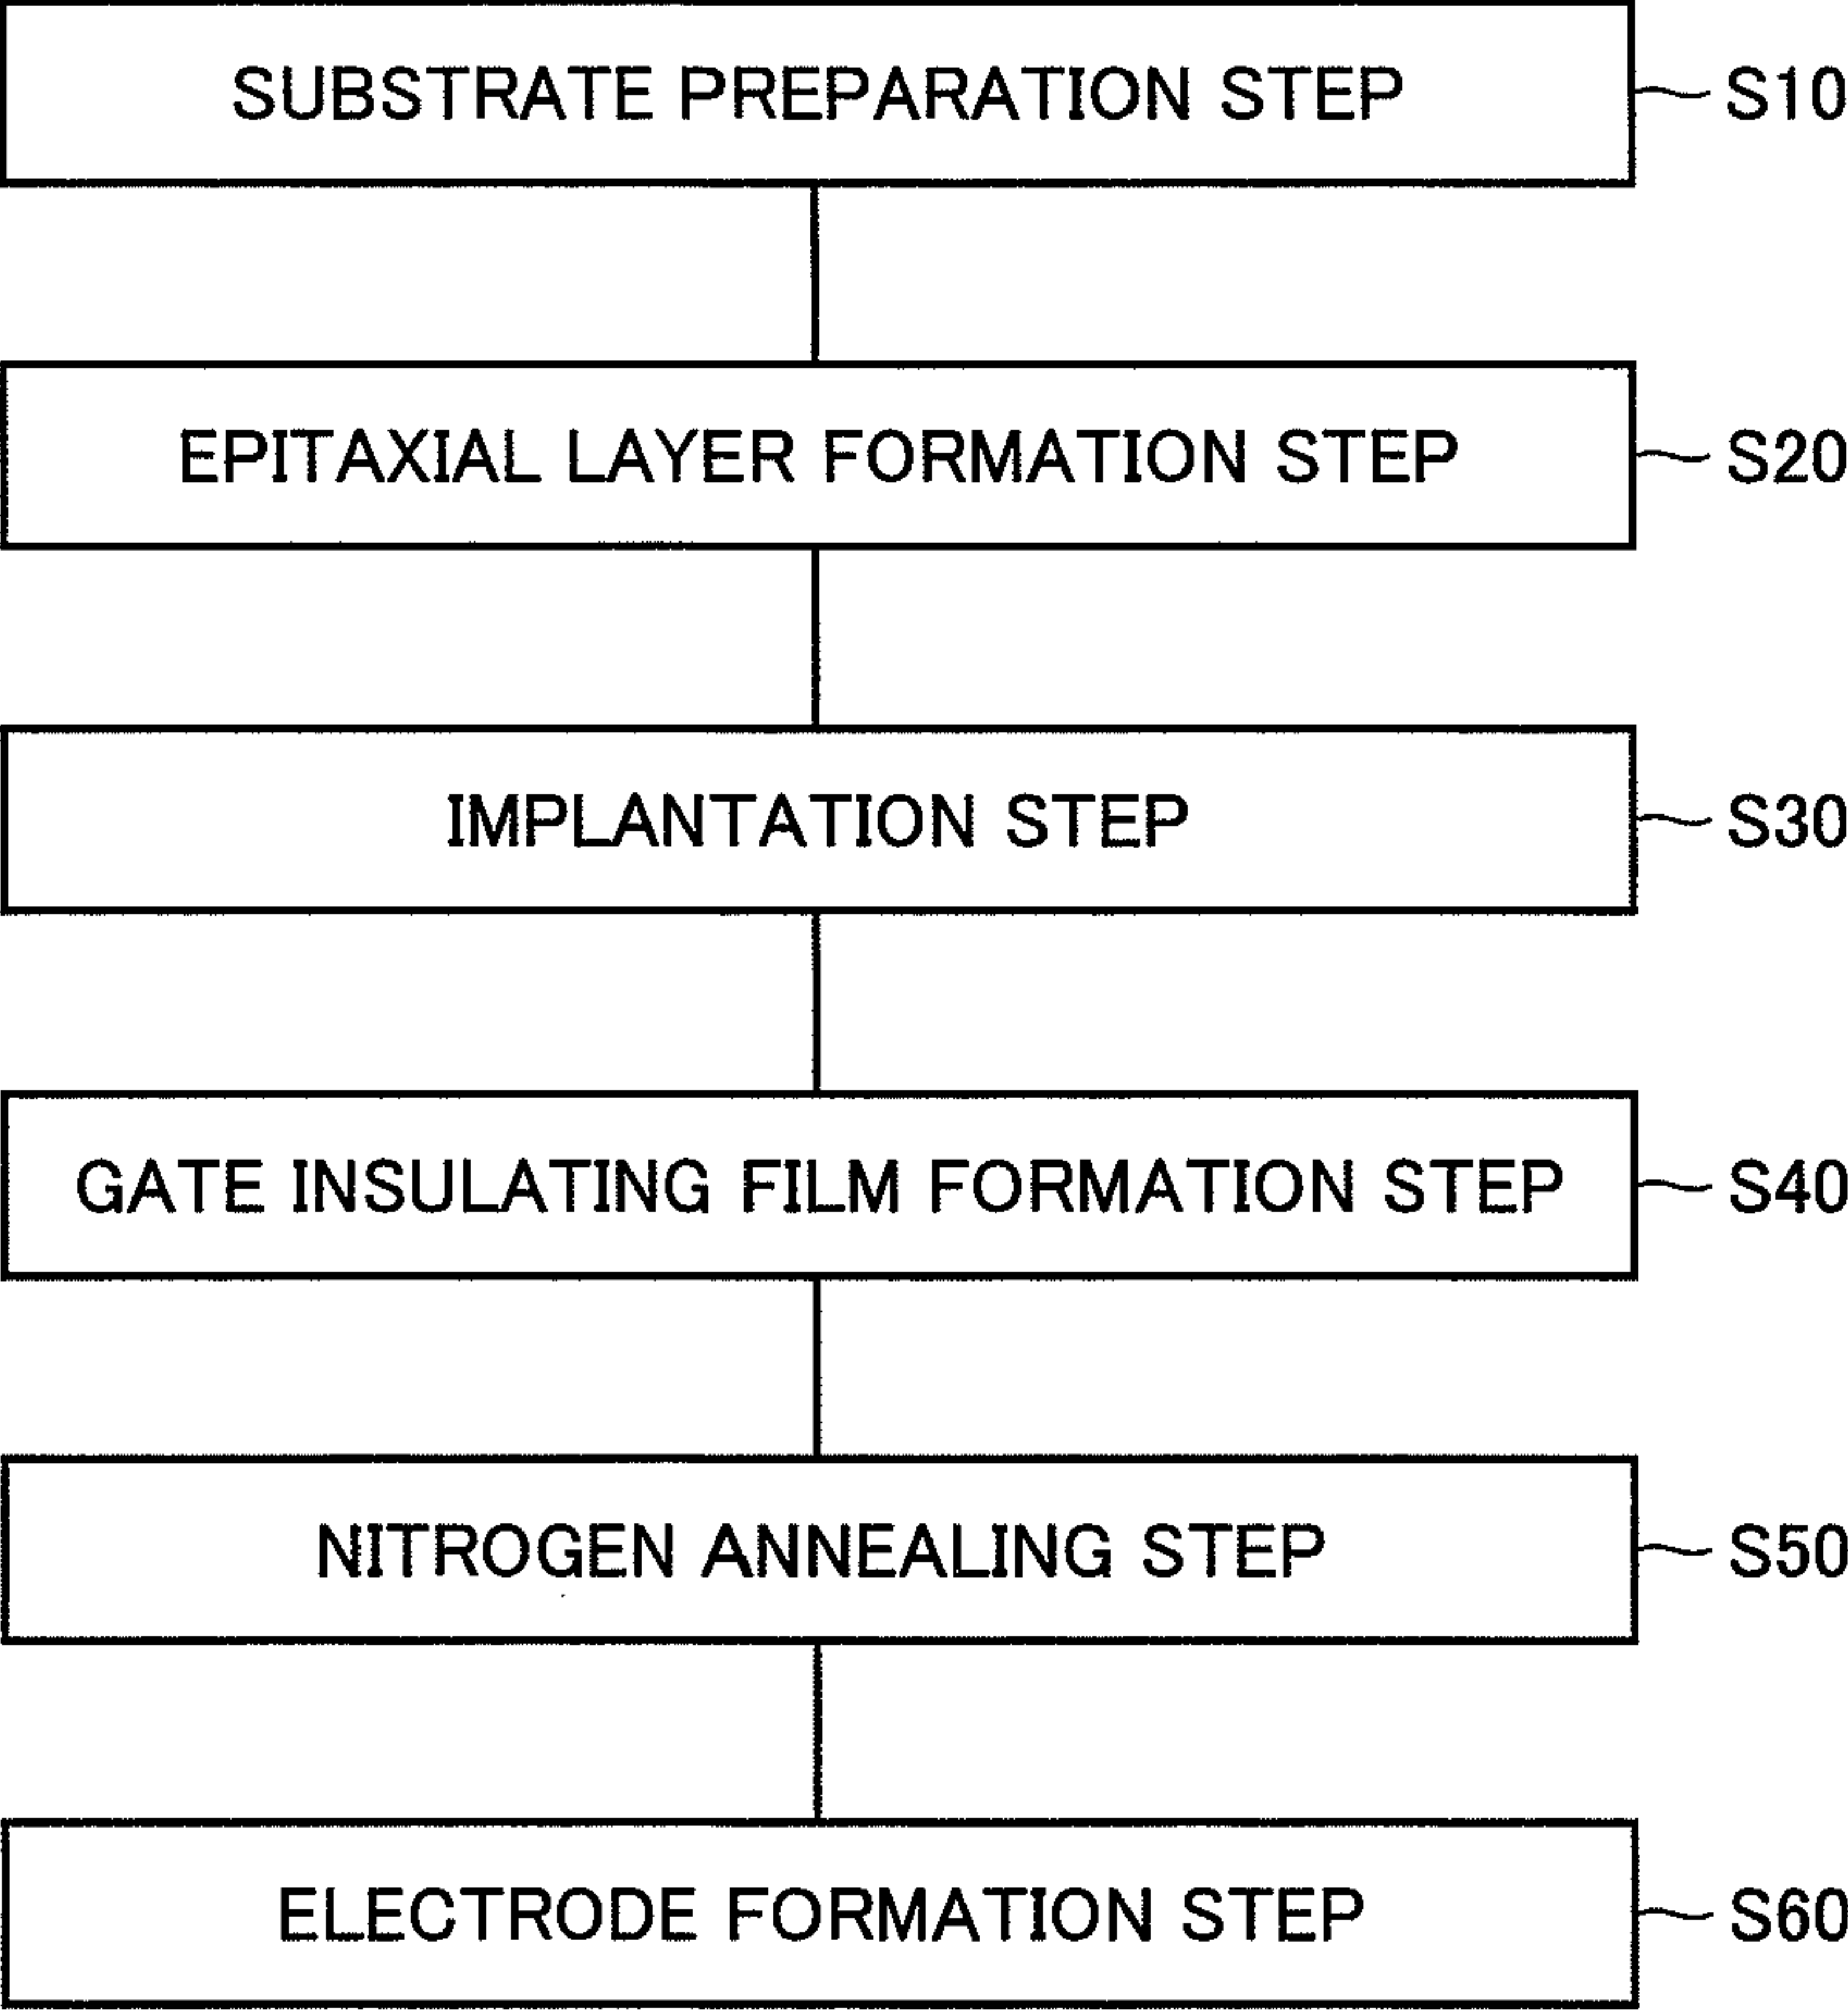 SUBSTRATE PREPARATION STEP S10
EPITAXIAL LAYER FORMATION STEP S20
IMPLANTATION STEP S30
GATE INSULATING FILM FORMATION STEP S40
NITROGEN ANNEALING STEP S50
ELECTRODE FORMATION STEP S60